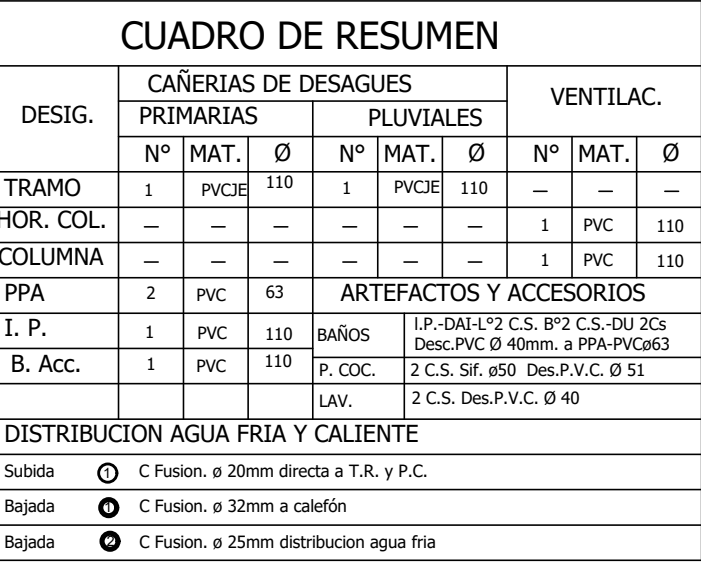 CUADRO DE RESUMEN
DESIG. CAÑERIAS DE DESAGUES VENTILAC.
PRIMARIAS PLUVIALES
N° MAT. Ø N° MAT. Ø N° MAT. Ø
TRAMO 1 PVCJE 110 1 PVCJE 110 — — —
HOR. COL. — — — — — — 1 PVC 110
COLUMNA — — — — — — 1 PVC 110
PPA 2 PVC 63 ARTEFACTOS Y ACCESORIOS
I. P. 1 PVC 110 BAÑOS I.P.-DAI-L°2 C.S. B°2 C.S.-DU 2Cs
Desc.PVC Ø 40mm. a PPA-PVCø63
B. Acc. 1 PVC 110 P. COC. 2 C.S. Sif. ø50 Des.P.V.C. Ø 51
LAV. 2 C.S. Des.P.V.C. Ø 40
DISTRIBUCION AGUA FRIA Y CALIENTE
Subida 1 C Fusion. ø 20mm directa a T.R. y P.C.
Bajada 1 C Fusion. ø 32mm a calefón
Bajada 2 C Fusion. ø 25mm distribucion agua fria